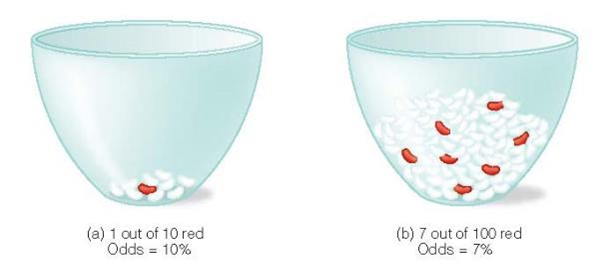 (a) 1 out of 10 red
Odds = 10%
(b) 7 out of 100 red
Odds = 7%